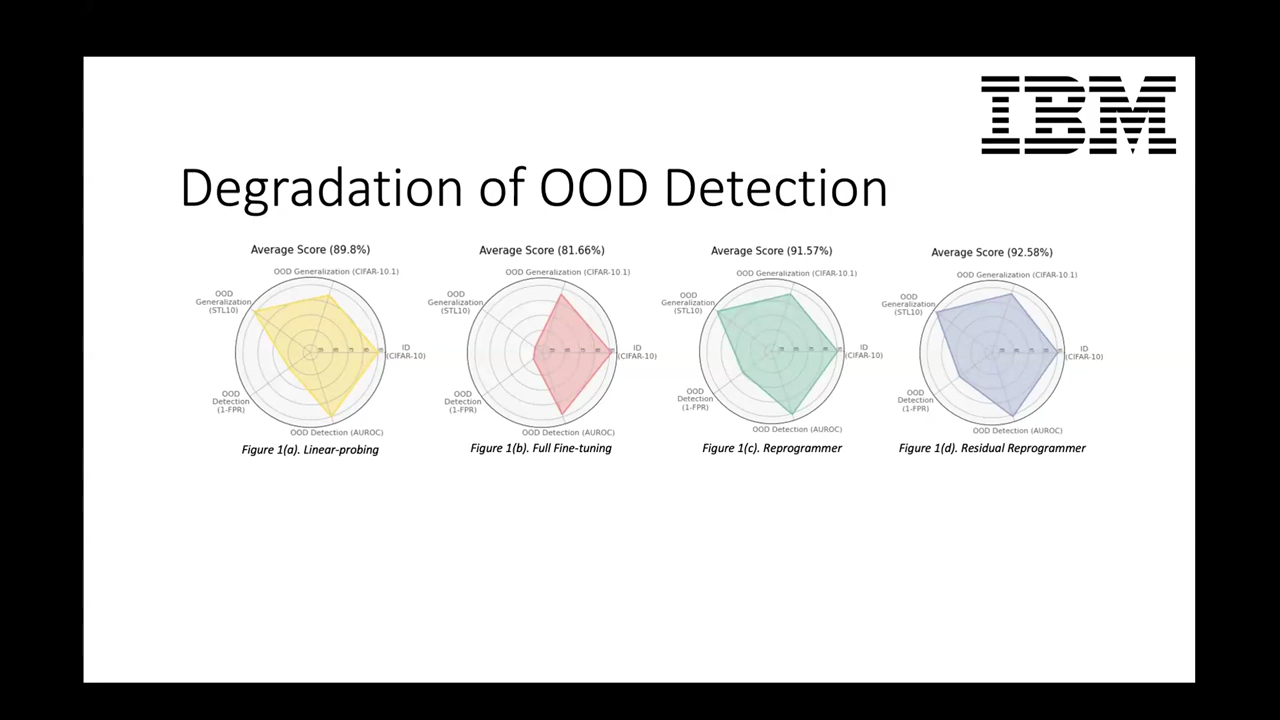 IBM
Degradation of OOD Detection
Average Score (89.8%)
OOD Generalization (CIFAR-10.1)
OOD
Generalization
(STL10)
ID
(CIFAR-10)
OOD
Detection
(1-FPR)
OOD Detection (AUROC)
Figure 1(a). Linear-probing
Average Score (81.66%)
OOD Generalization (CIFAR-10.1)
OOD
Generalization
(STL10)
ID
(CIFAR-10)
OOD
Detection
(1-FPR)
OOD Detection (AUROC)
Figure 1(b). Full Fine-tuning
Average Score (91.57%)
OOD Generalization (CIFAR-10.1)
OOD
Generalization
(STL10)
ID
(CIFAR-10)
OOD
Detection
(1-FPR)
OOD Detection (AUROC)
Figure 1(c). Reprogrammer
Average Score (92.58%)
OOD Generalization (CIFAR-10.1)
OOD
Generalization
(STL10)
ID
(CIFAR-10)
OOD
Detection
(1-FPR)
OOD Detection (AUROC)
Figure 1(d). Residual Reprogrammer